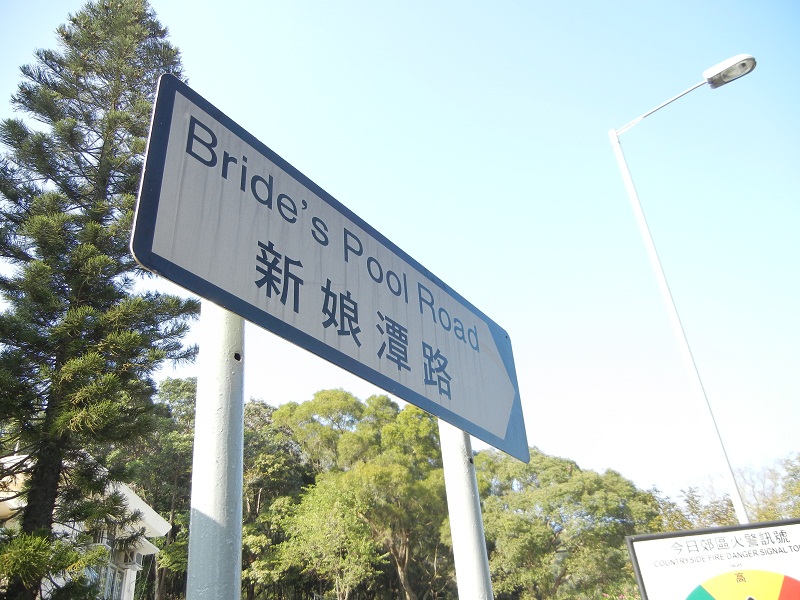 Bride's Pool Road
新娘潭路
今日郊區火警訊號
COUNTRYSIDE FIRE DANGER SIGNAL
高